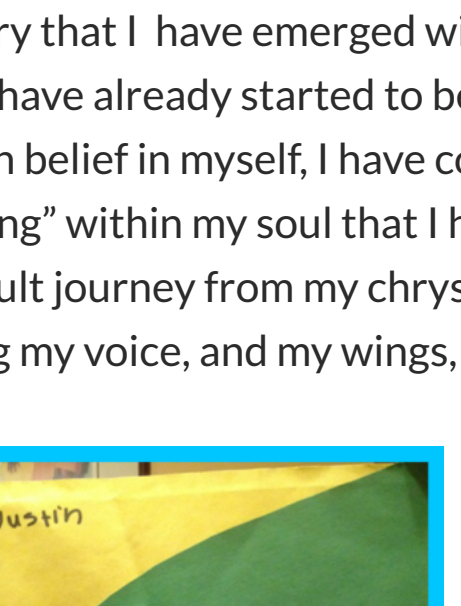 ry that I have emerged wi
have already started to be
n belief in myself, I have co
ng” within my soul that I h
ult journey from my chrys
g my voice, and my wings,
Justin